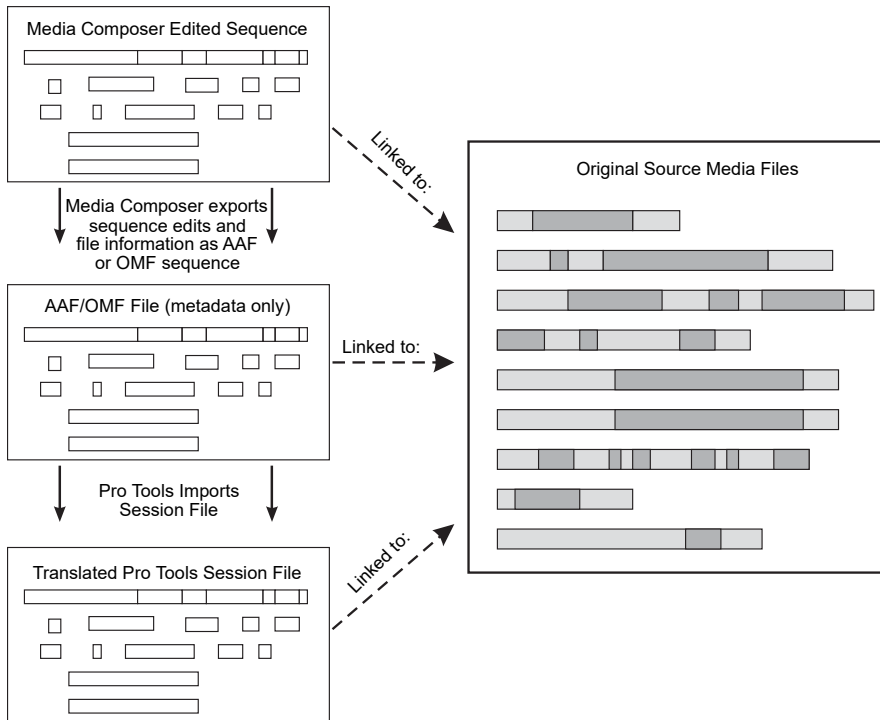 Media Composer Edited Sequence
Linked to:
Original Source Media Files
Media Composer exports
sequence edits and
file information as AAF
or OMF sequence
AAF/OMF File (metadata only)
Linked to:
Pro Tools Imports
Session File
Linked to:
Translated Pro Tools Session File